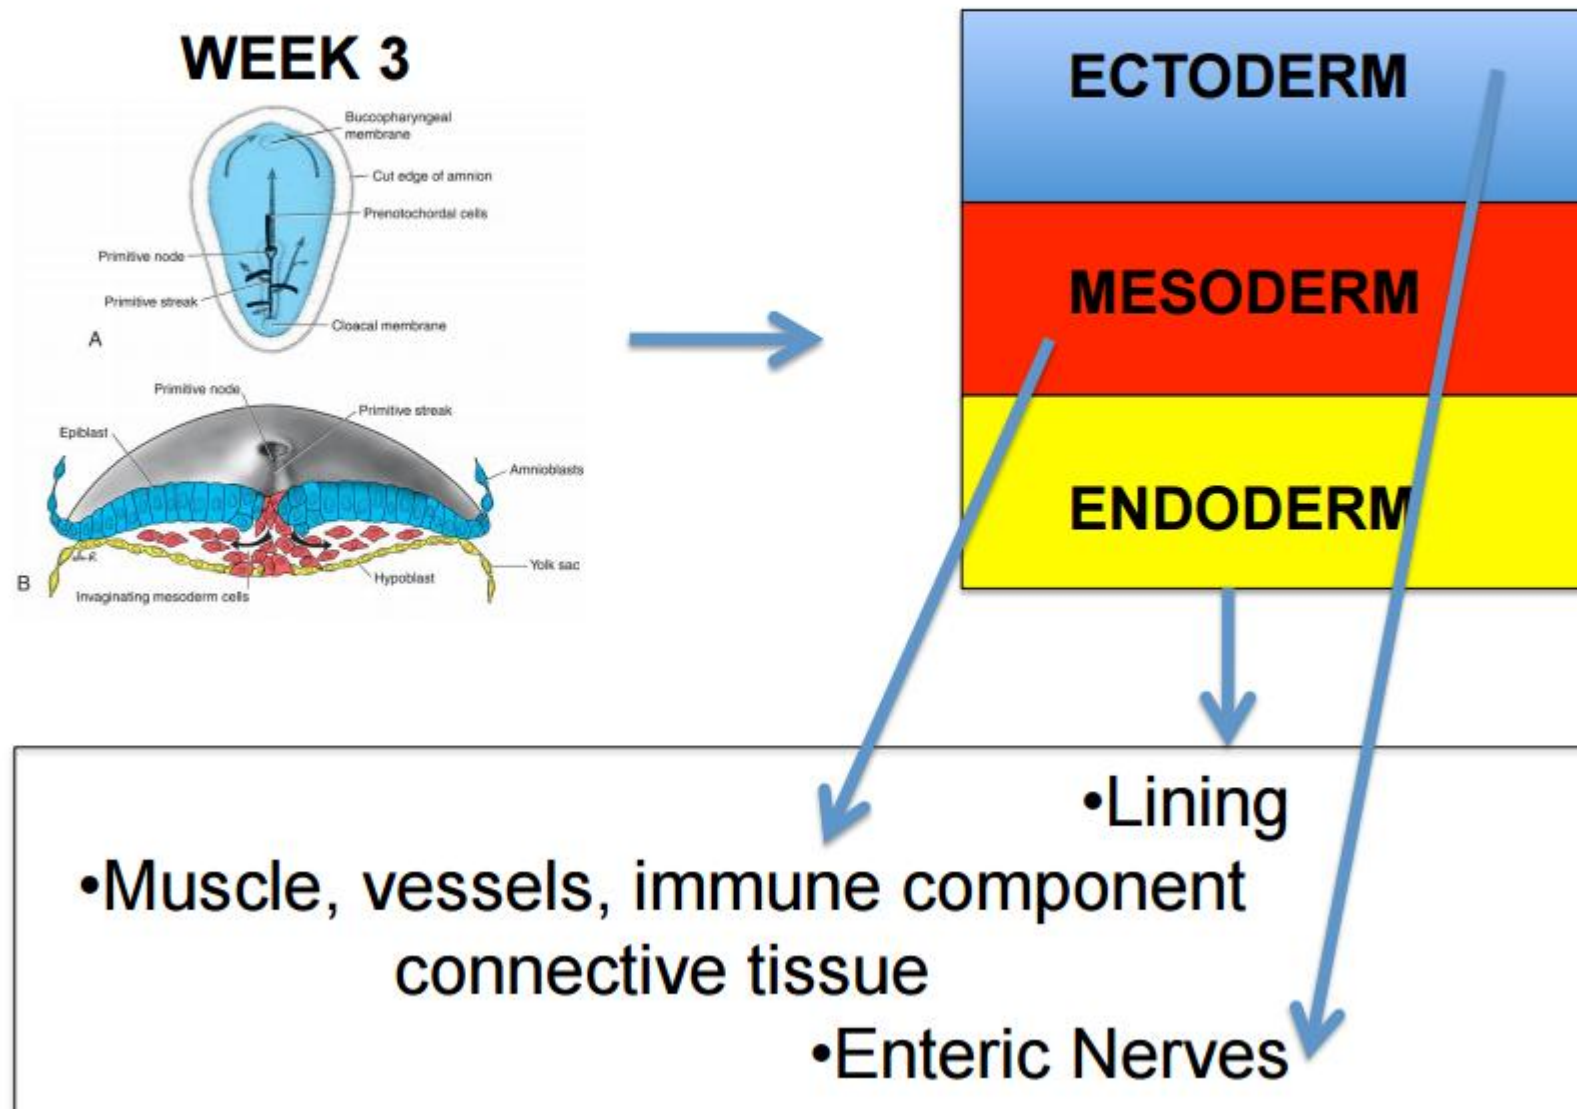 WEEK 3
Buccopharyngeal
membrane
Cut edge of amnion
Prenotochordal cells
Primitive node
Primitive streak
Cloacal membrane
A
Primitive node
Primitive streak
Epiblast
Amnioblasts
Yolk sac
Hypoblast
B
Invaginating mesoderm cells
ECTODERM
MESODERM
ENDODERM
•Lining
•Muscle, vessels, immune component
connective tissue
•Enteric Nerves